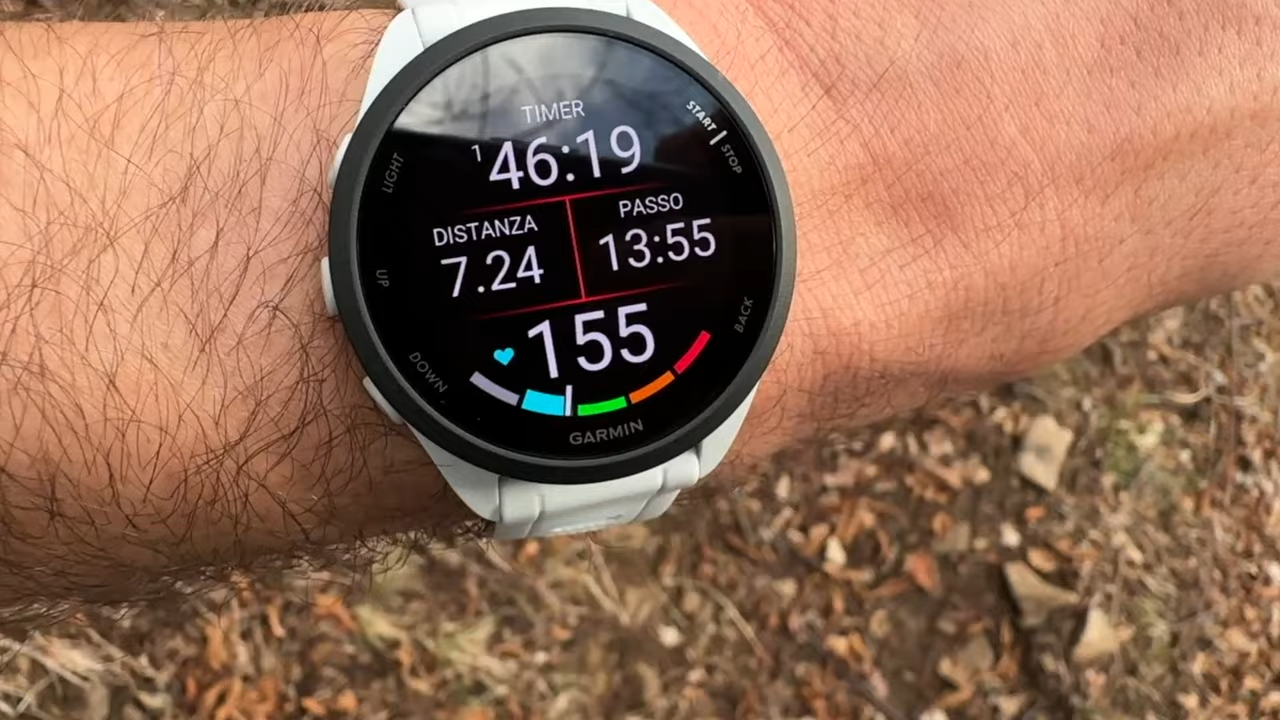 TIMER
1 46:19
START
STOP
LIGHT
DISTANZA
7.24
PASSO
13:55
UP
155
BACK
DOWN
GARMIN